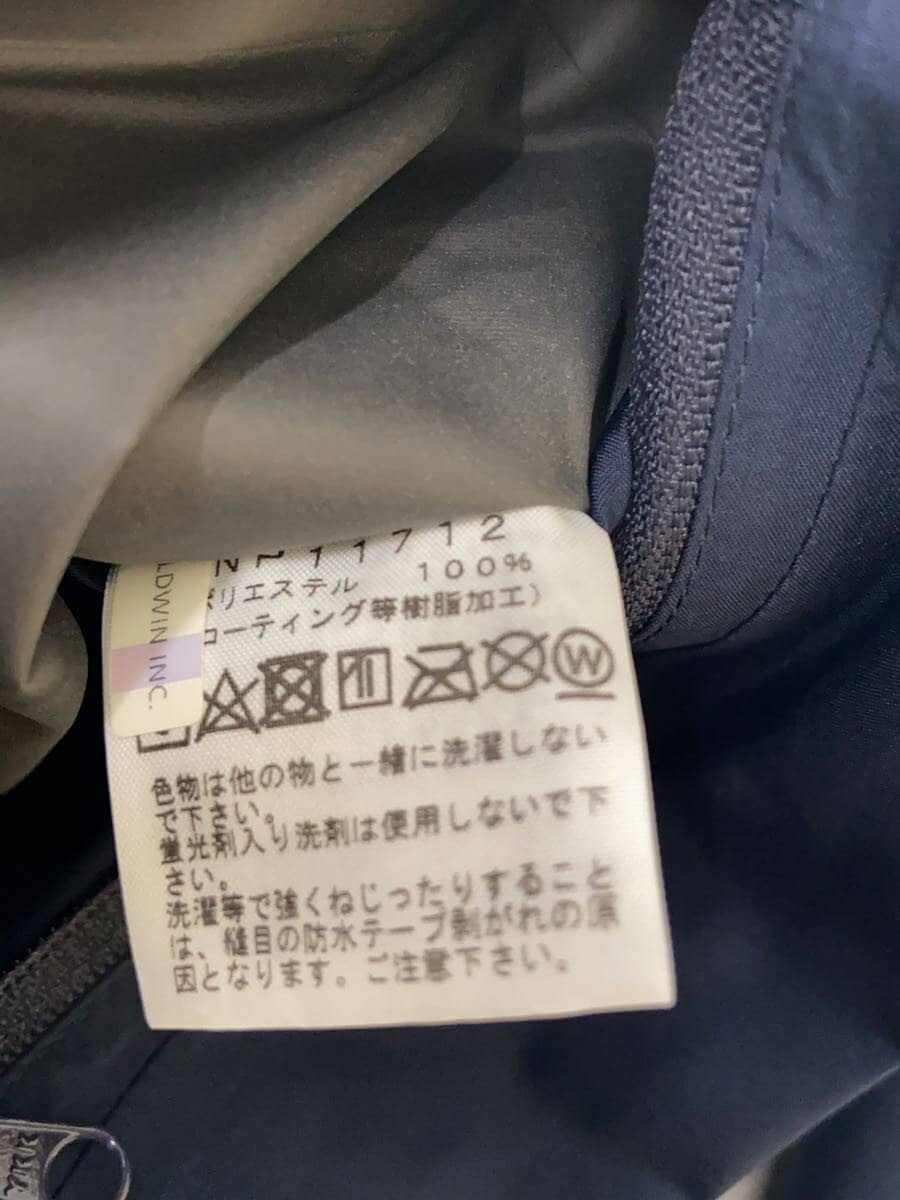 11712
ポリエステル 100%
コーティング等樹脂加工）
LDWIN INC.
W
色物は他の物と一緒に洗濯しない
で下さい。
蛍光剤入り洗剤は使用しないで下
さい。
洗濯等で強くねじったりすること
は、縫目の防水テープ剥がれの原
因となります。ご注意下さい。